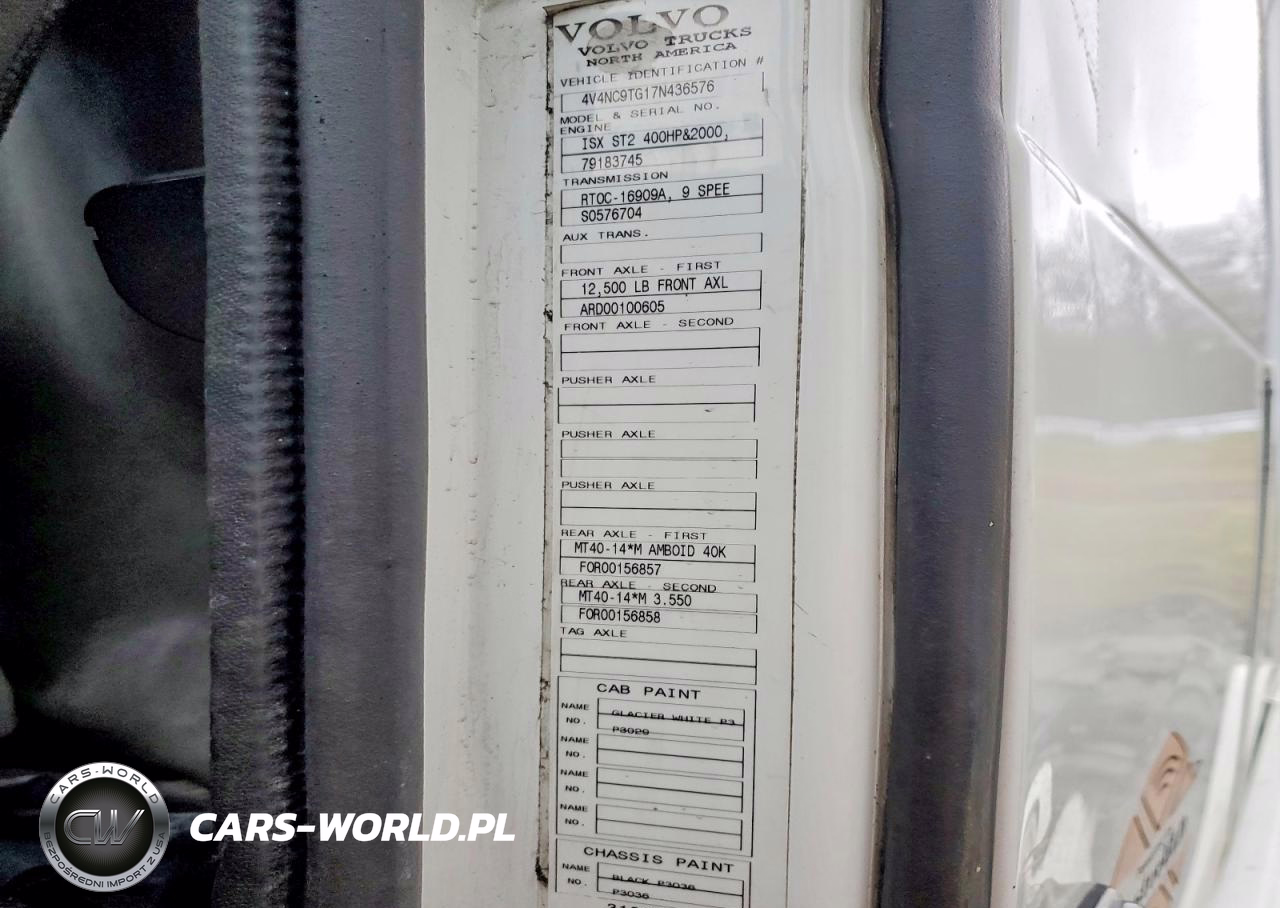 VOLVO
VOLVO TRUCKS
NORTH AMERICA
VEHICLE IDENTIFICATION #
4V4NC9TG17N436576
MODEL & SERIAL NO.
ENGINE
ISX ST2 400HP&2000,
79183745
TRANSMISSION
RTOC-16909A, 9 SPEE
S0576704
AUX TRANS.
FRONT AXLE - FIRST
12,500 LB FRONT AXL
ARD00100605
FRONT AXLE - SECOND
PUSHER AXLE
PUSHER AXLE
PUSHER AXLE
REAR AXLE - FIRST
MT40-14*M AMBOID 40K
FOR00156857
REAR AXLE - SECOND
MT40-14*M 3.550
FOR00156858
TAG AXLE
CAB PAINT
NAME GLACIER WHITE P3
NO. P3029
NAME
NO.
NAME
NO.
NAME
NO.
CHASSIS PAINT
NAME BLACK P3036
NO. P3036
CARS-WORLD
CW
BEZPOŚREDNI IMPORT Z USA
CARS-WORLD.PL